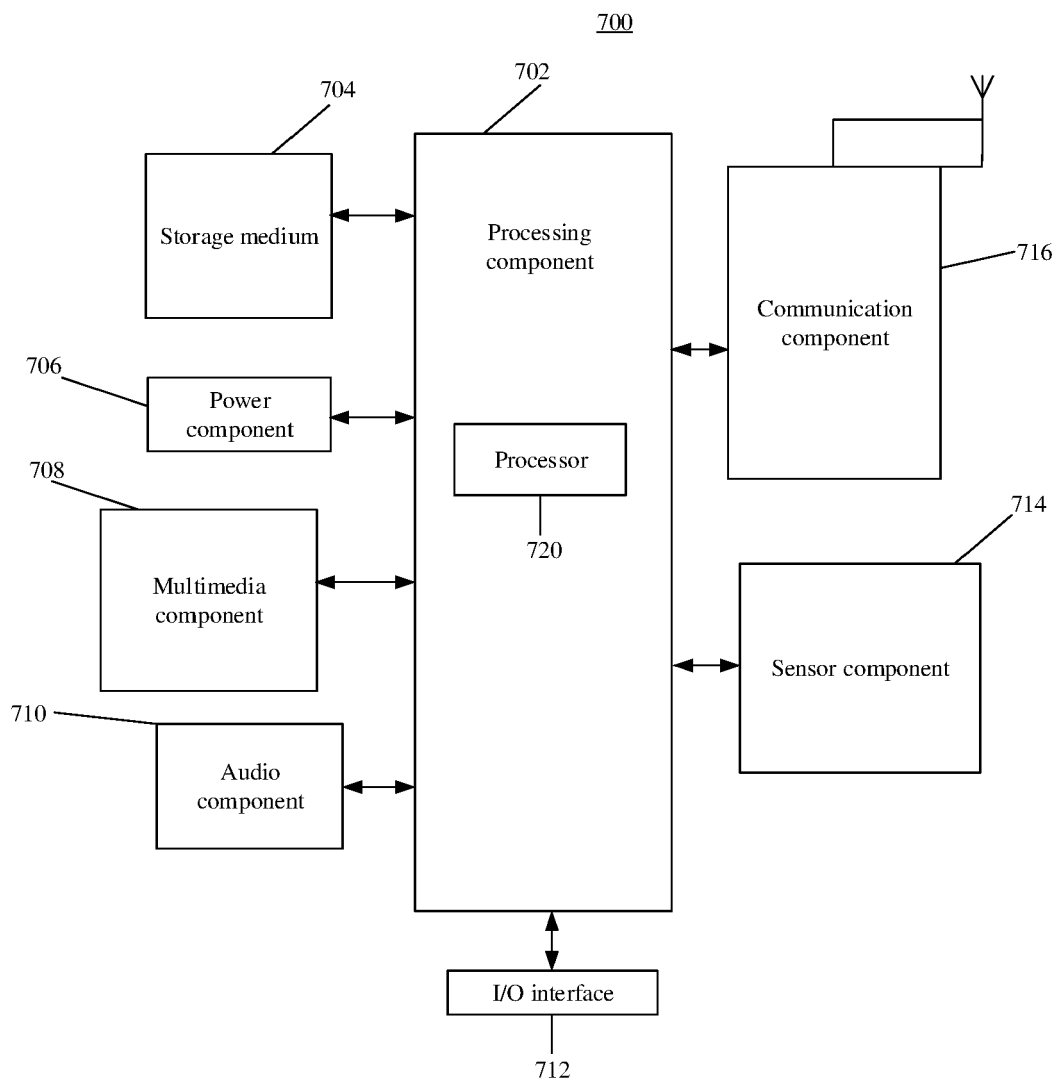 700
702
704
Storage medium
Processing
component
716
Communication
component
706
Power
component
Processor
720
708
Multimedia
component
714
Sensor component
710
Audio
component
I/O interface
712